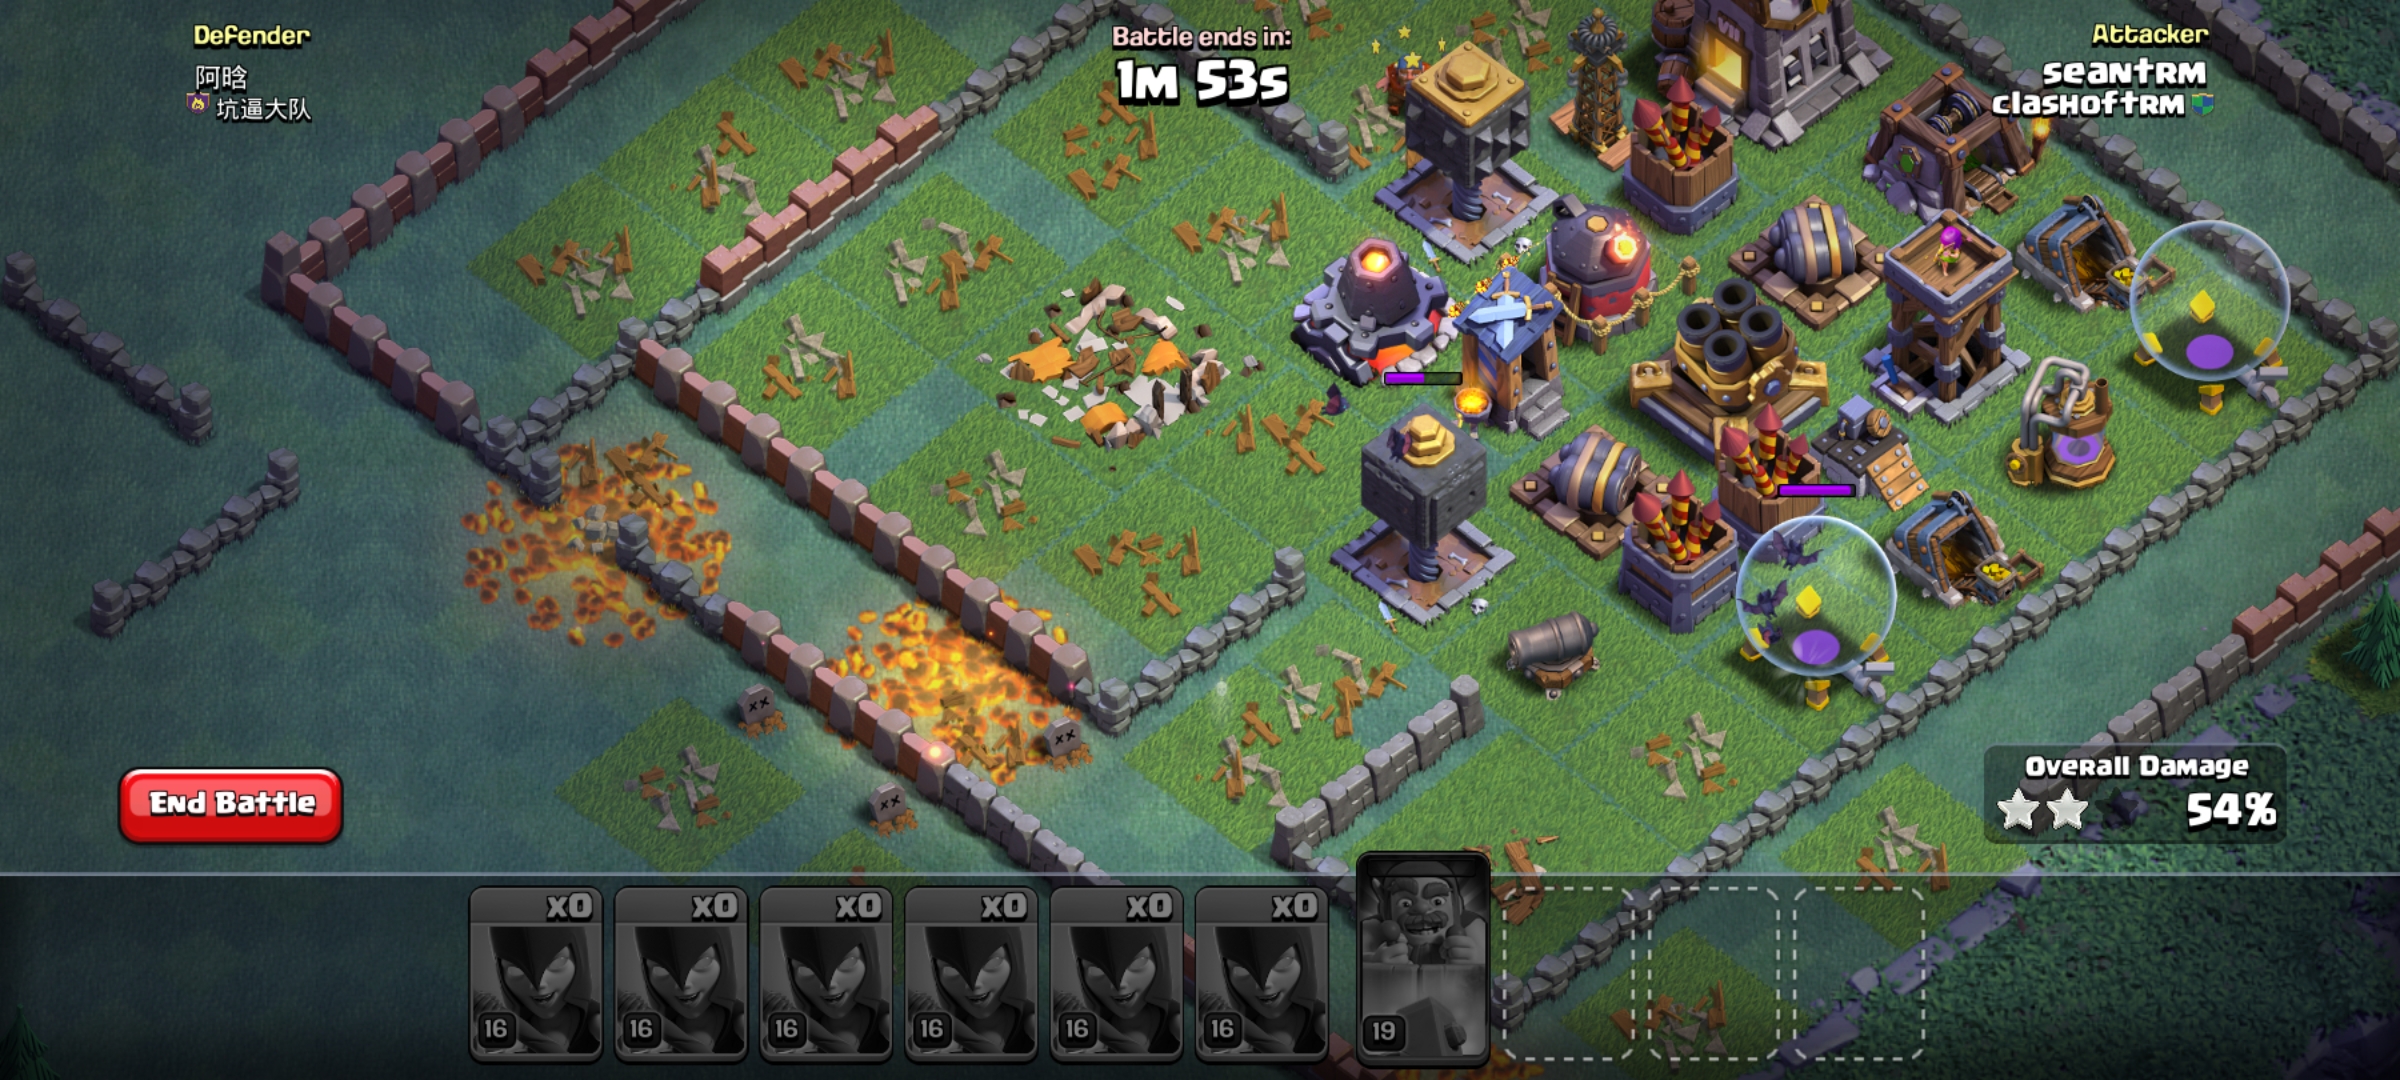 Defender
阿晗
坑逼大队
Battle ends in:
1M 53s
Attacker
seantRM
clashoftRM
VII
End Battle
Overall Damage
54%
x0 x0 x0 x0 x0 x0
16 16 16 16 16 16 19